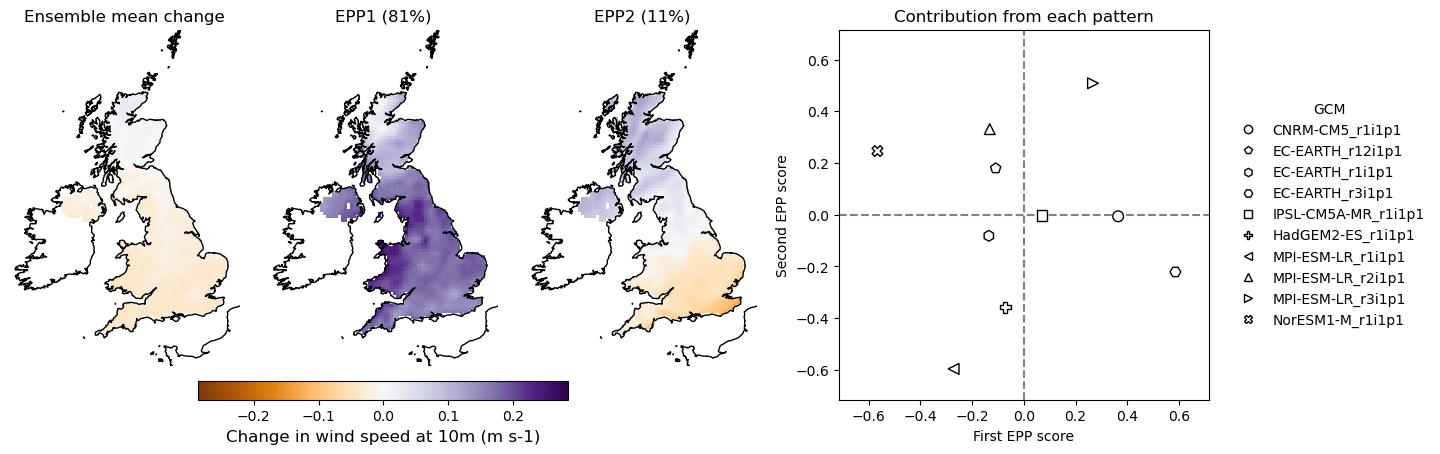 Ensemble mean change
EPP1 (81%)
EPP2 (11%)
−0.2
−0.1
0.0
0.1
0.2
Change in wind speed at 10m (m s-1)
Contribution from each pattern
Second EPP score
0.6
0.4
0.2
0.0
−0.2
−0.4
−0.6
−0.6
−0.4
−0.2
0.0
0.2
0.4
0.6
First EPP score
GCM
CNRM-CM5_r1i1p1
EC-EARTH_r12i1p1
EC-EARTH_r1i1p1
EC-EARTH_r3i1p1
IPSL-CM5A-MR_r1i1p1
HadGEM2-ES_r1i1p1
MPI-ESM-LR_r1i1p1
MPI-ESM-LR_r2i1p1
MPI-ESM-LR_r3i1p1
NorESM1-M_r1i1p1